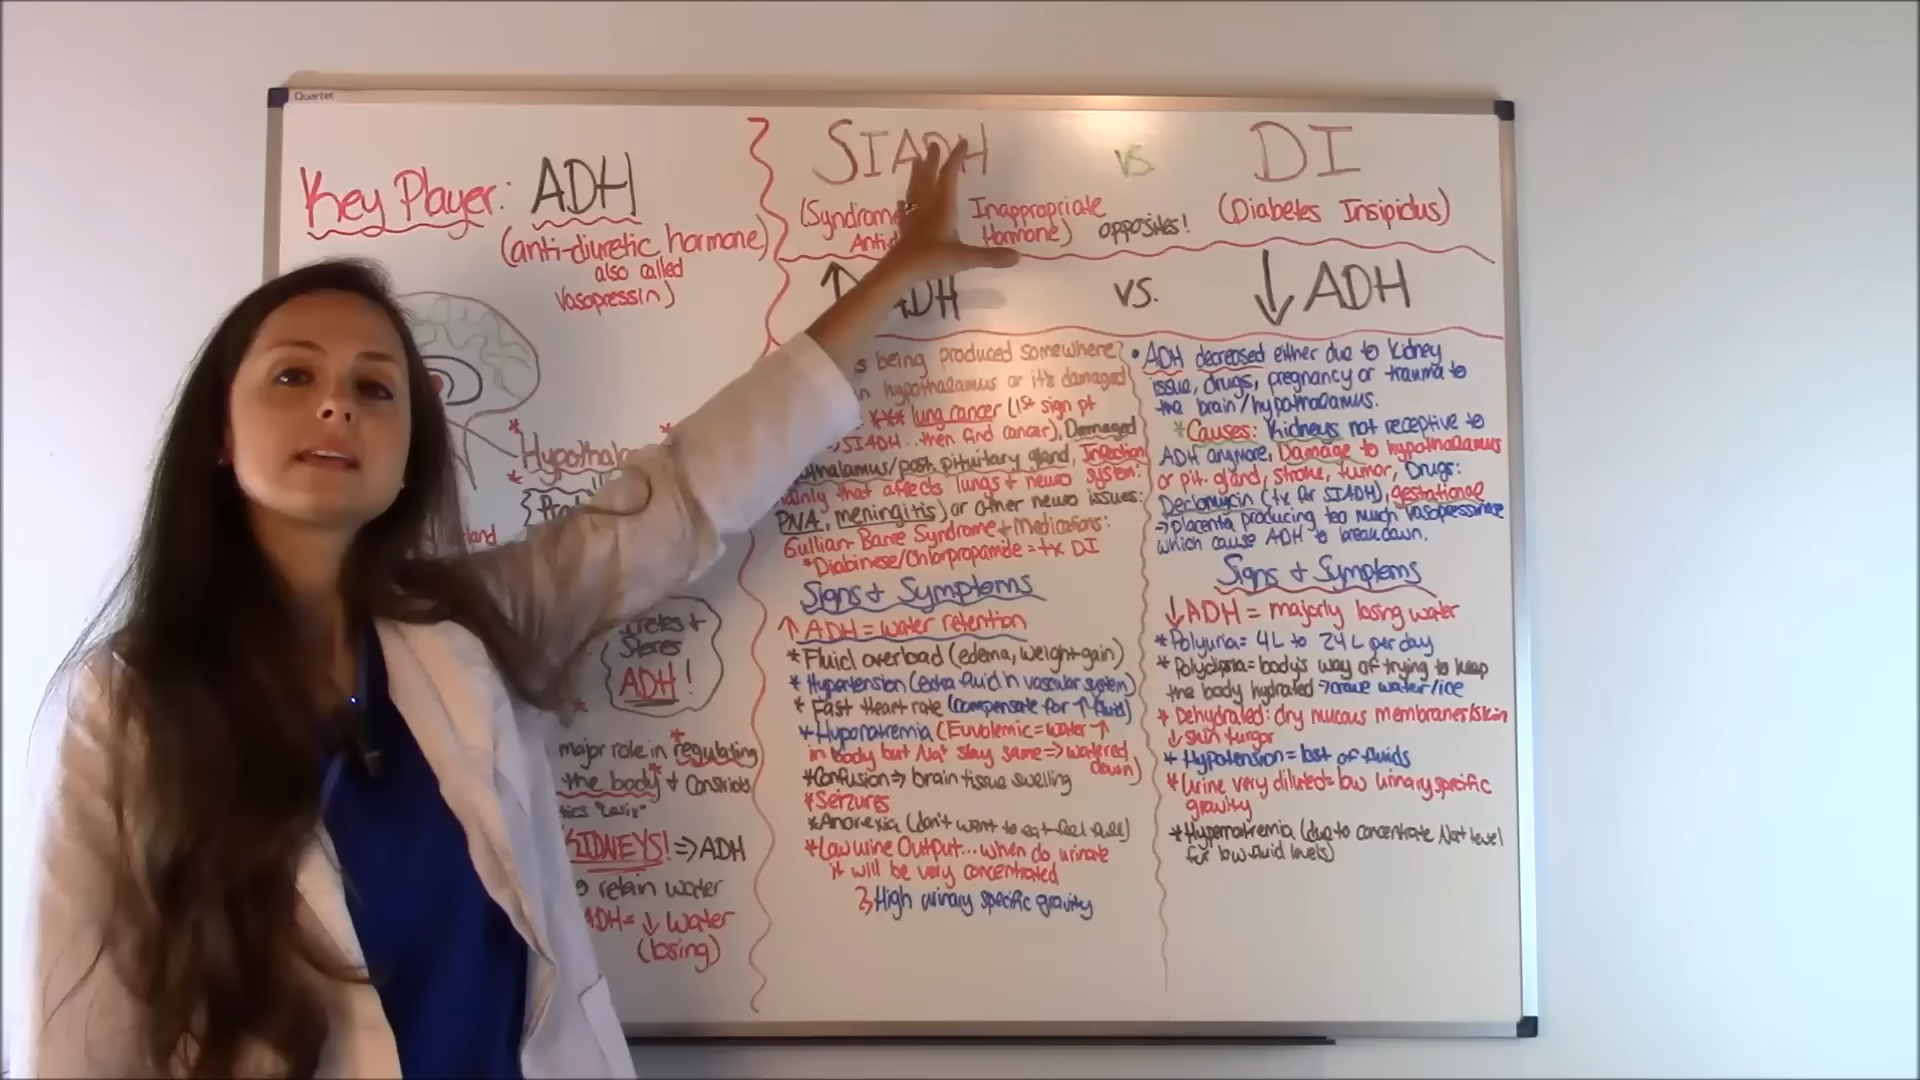 Quartet
Key Player: ADH
(anti-diuretic hormone)
also called
Vasopressin)
*Hypothala
*
land
cretes +
Stores
ADH!
major role in regulating
the body + constricts
KIDNEYS! => ADH
retain water
ADH= ↓ water
(losing)
SIADH vs. DI
(Syndrome Inappropriate
Antid Hormone) opposites! (Diabetes Insipidus)
↑ ADH vs. ↓ ADH
s being produced somewhere
n hypothalamus or it's damaged
*** lung cancer (1st sign pt
SIADH...then find cancer), Damaged
thalamus/post. pituitary gland, Infection
ainly that affects lungs + neuro system:
PNA, meningitis) or other neuro issues:
Gullian-Barre Syndrome + Medications:
*Diabinese/Chlorpropamide = tx DI
Signs + Symptoms
↑ ADH = water retention
* Fluid overload (edema, weight gain)
* Hypertension (extra fluid in vascular system)
* Fast Heart rate (compensate for ↑ fluid)
* Hyponatremia (Euvolemic = water ↑
in body but Na+ stay same => watered
down)
*Confusion => brain tissue swelling
*Seizures
*Anorexia (don't want to eat-feel full)
*Low urine Output...when do urinate
it will be very concentrated
High urinary specific gravity
• ADH decreased either due to kidney
issue, drugs, pregnancy or trauma to
the brain/hypothalamus.
*Causes: Kidneys not receptive to
ADH anymore, Damage to hypothalamus
or pit. gland, stroke, tumor, Drugs:
Declomycin (tx for SIADH), gestational
→ placenta producing too much vasopressinase
which cause ADH to breakdown.
Signs + Symptoms
↓ ADH = majorly losing water
*Polyuria= 4L to 24L per day
*Polydipsia= body's way of trying to keep
the body hydrated → crave water/ice
* Dehydrated: dry mucous membranes/skin
↓ skin turgor
* Hypotension = lost of fluids
*Urine very diluted= low urinary specific
gravity
*Hypernatremia (due to concentrate Na+ level
for low fluid levels)